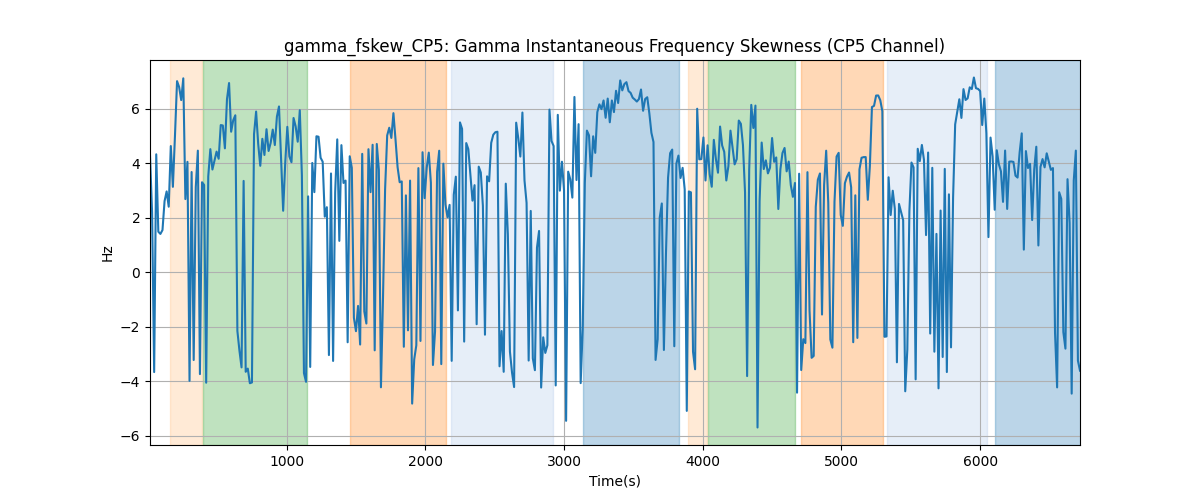 gamma_fskew_CP5: Gamma Instantaneous Frequency Skewness (CP5 Channel)
Hz
6
4
2
0
−2
−4
−6
1000 2000 3000 4000 5000 6000
Time(s)